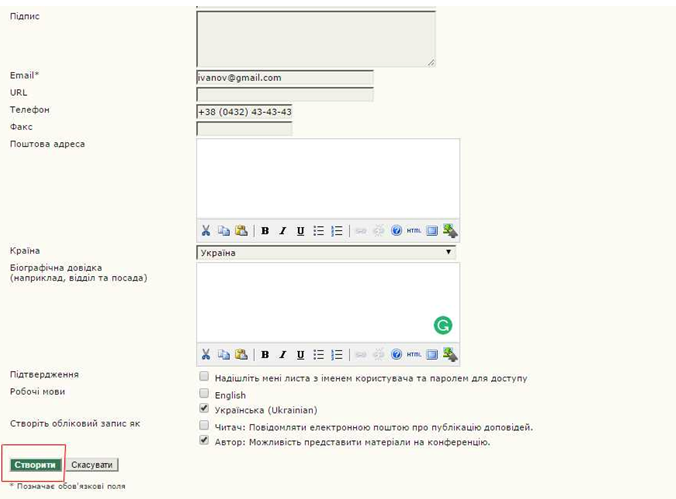 Підпис
Email*
ivanov@gmail.com
URL
Телефон
+38 (0432) 43-43-43
Факс
Поштова адреса
B I U HTML
Країна
Україна
Біографічна довідка
(наприклад, відділ та посада)
B I U HTML
Підтвердження
Надішліть мені листа з іменем користувача та паролем для доступу
Робочі мови
English
Українська (Ukrainian)
Створіть обліковий запис як
Читач: Повідомляти електронною поштою про публікацію доповідей.
Автор: Можливість представити матеріали на конференцію.
Створити Скасувати
* Позначає обов'язкові поля